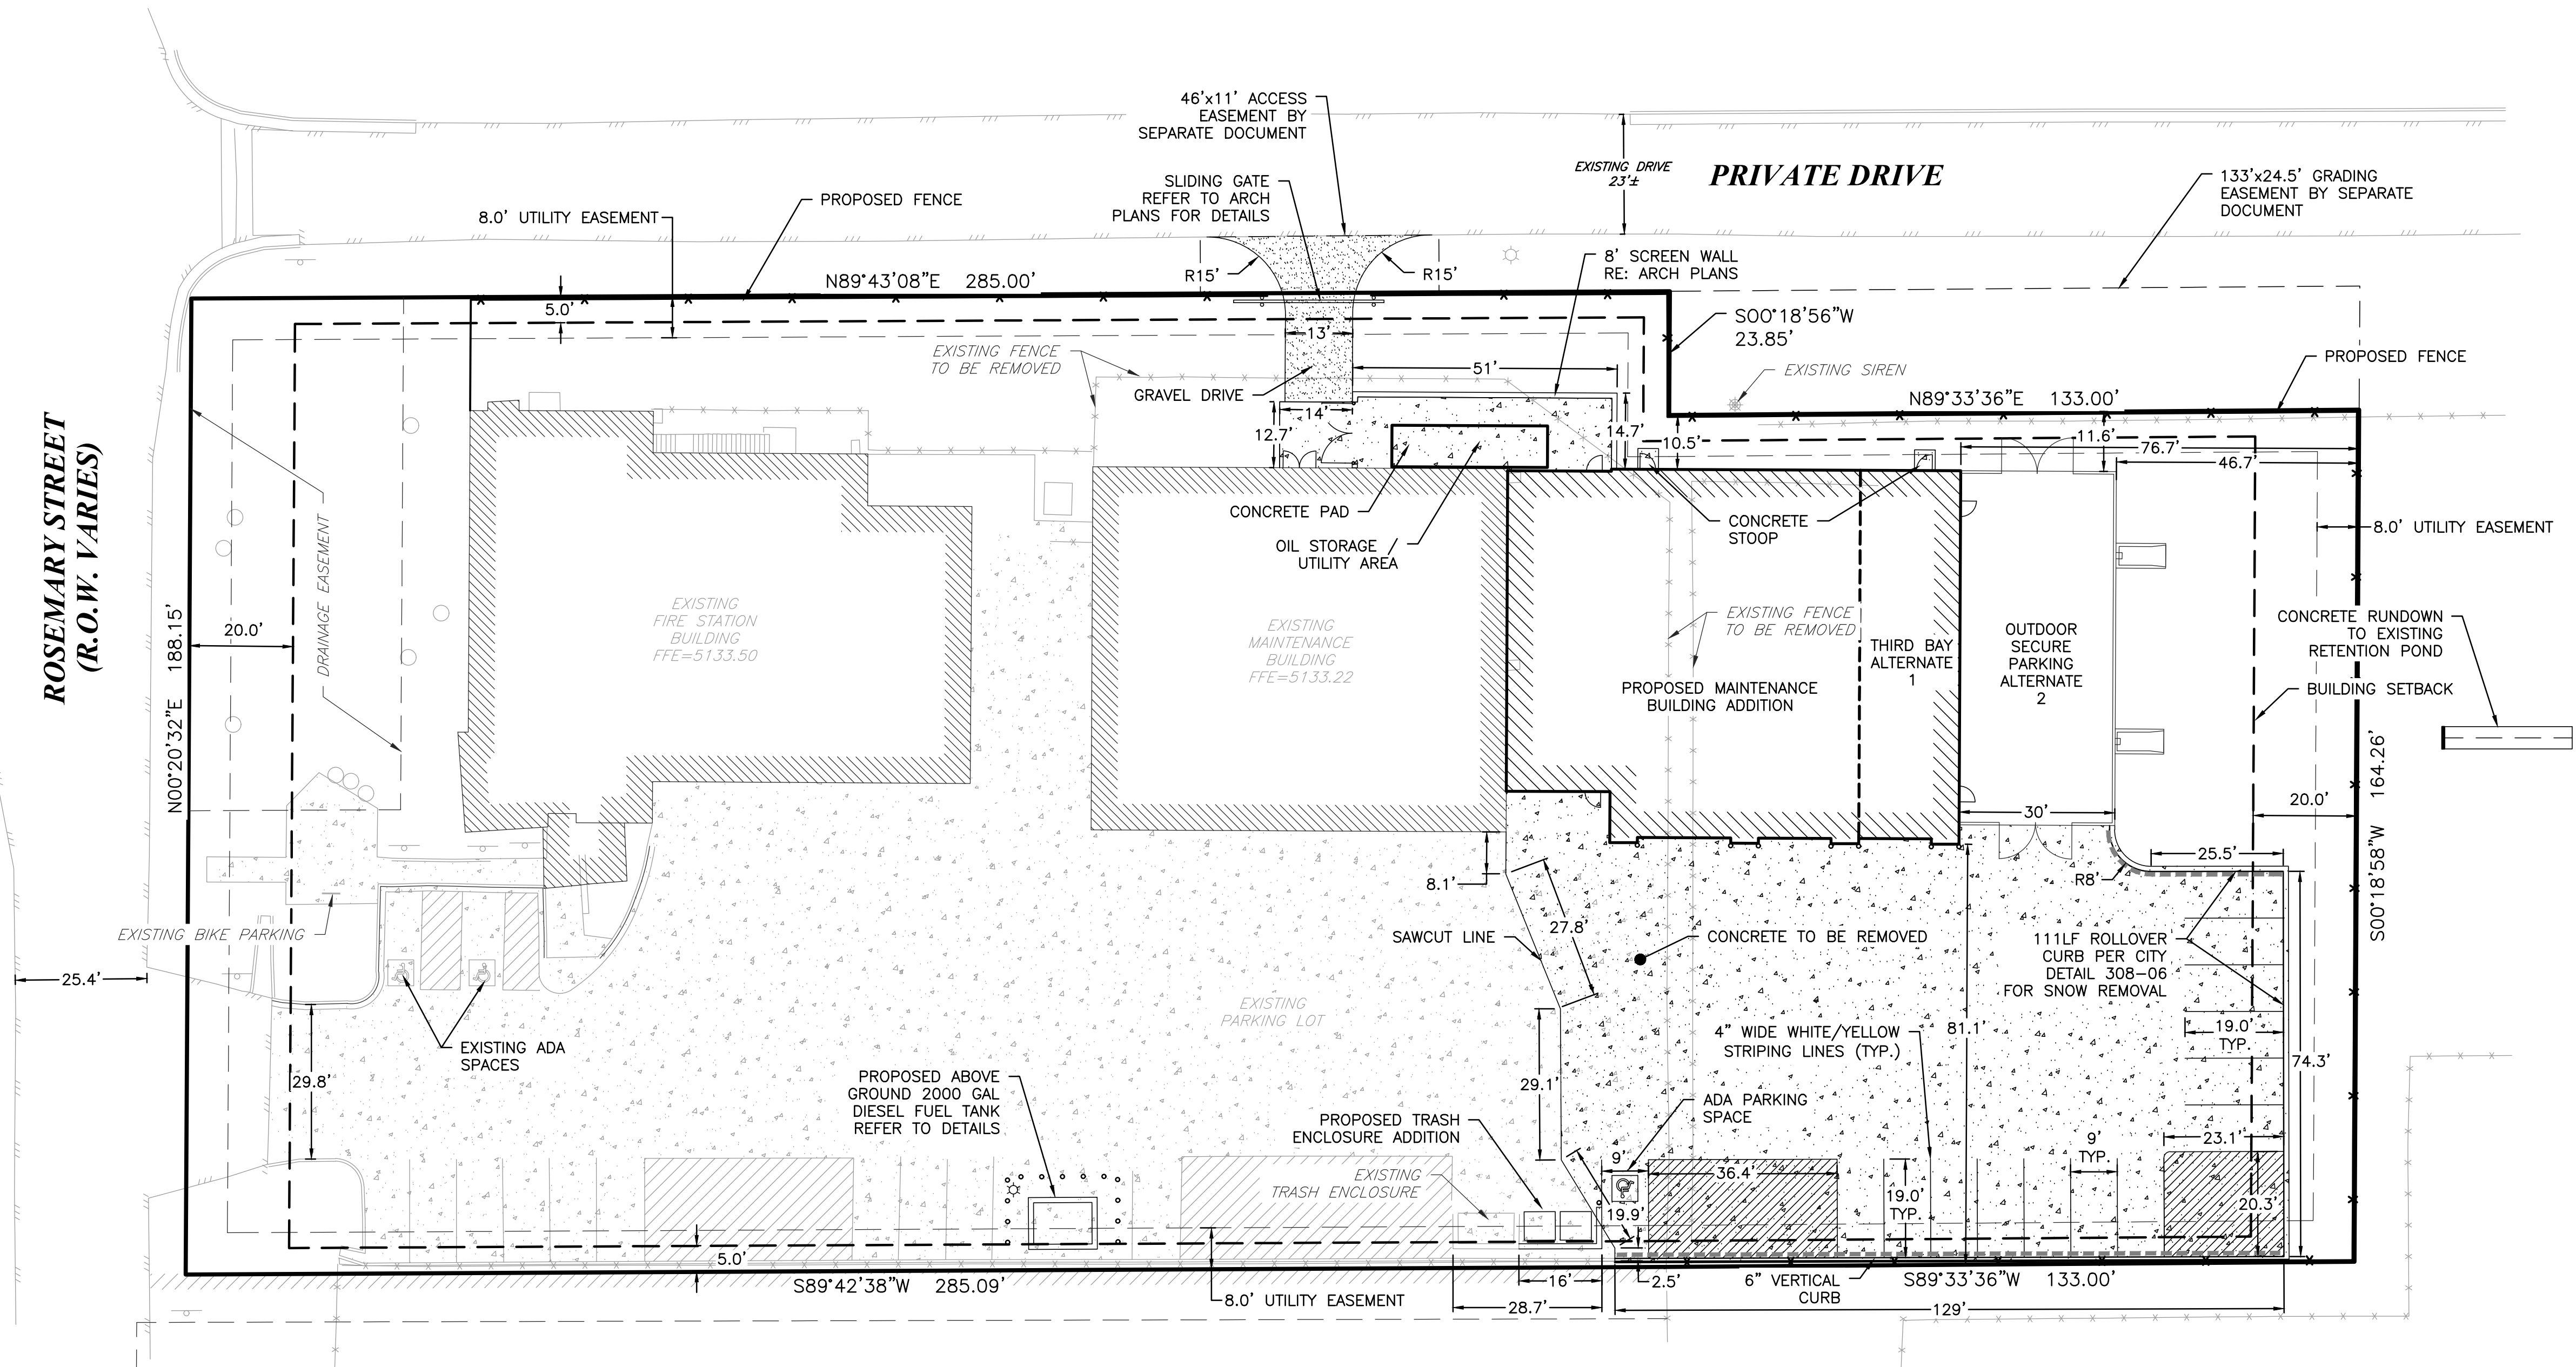 46'x11' ACCESS
EASEMENT BY
SEPARATE DOCUMENT
EXISTING DRIVE
23'±
PRIVATE DRIVE
133'x24.5' GRADING
EASEMENT BY SEPARATE
DOCUMENT
SLIDING GATE
REFER TO ARCH
PLANS FOR DETAILS
PROPOSED FENCE
8.0' UTILITY EASEMENT
8' SCREEN WALL
RE: ARCH PLANS
R15'
R15'
N89°43'08"E 285.00'
5.0'
S00°18'56"W
23.85'
13'
EXISTING FENCE
TO BE REMOVED
51'
EXISTING SIREN
PROPOSED FENCE
GRAVEL DRIVE
14'
N89°33'36"E 133.00'
12.7'
14.7'
10.5'
11.6'
76.7'
46.7'
ROSEMARY STREET
(R.O.W. VARIES)
DRAINAGE EASEMENT
CONCRETE PAD
OIL STORAGE /
UTILITY AREA
CONCRETE
STOOP
8.0' UTILITY EASEMENT
N00°20'32"E 188.15'
20.0'
EXISTING
FIRE STATION
BUILDING
FFE=5133.50
EXISTING
MAINTENANCE
BUILDING
FFE=5133.22
EXISTING FENCE
TO BE REMOVED
PROPOSED MAINTENANCE
BUILDING ADDITION
THIRD BAY
ALTERNATE
1
OUTDOOR
SECURE
PARKING
ALTERNATE
2
CONCRETE RUNDOWN
TO EXISTING
RETENTION POND
BUILDING SETBACK
S00°18'58"W 164.26'
20.0'
30'
25.5'
R8'
8.1'
27.8'
EXISTING BIKE PARKING
SAWCUT LINE
CONCRETE TO BE REMOVED
111LF ROLLOVER
CURB PER CITY
DETAIL 308-06
FOR SNOW REMOVAL
25.4'
EXISTING
PARKING LOT
4" WIDE WHITE/YELLOW
STRIPING LINES (TYP.)
81.1'
19.0'
TYP.
74.3'
EXISTING ADA
SPACES
29.8'
PROPOSED ABOVE
GROUND 2000 GAL
DIESEL FUEL TANK
REFER TO DETAILS
29.1'
ADA PARKING
SPACE
PROPOSED TRASH
ENCLOSURE ADDITION
9'
TYP.
23.1'
EXISTING
TRASH ENCLOSURE
9'
36.4'
19.0'
TYP.
19.9'
20.3'
5.0'
S89°42'38"W 285.09'
8.0' UTILITY EASEMENT
16'
28.7'
2.5'
6" VERTICAL
CURB
S89°33'36"W 133.00'
129'